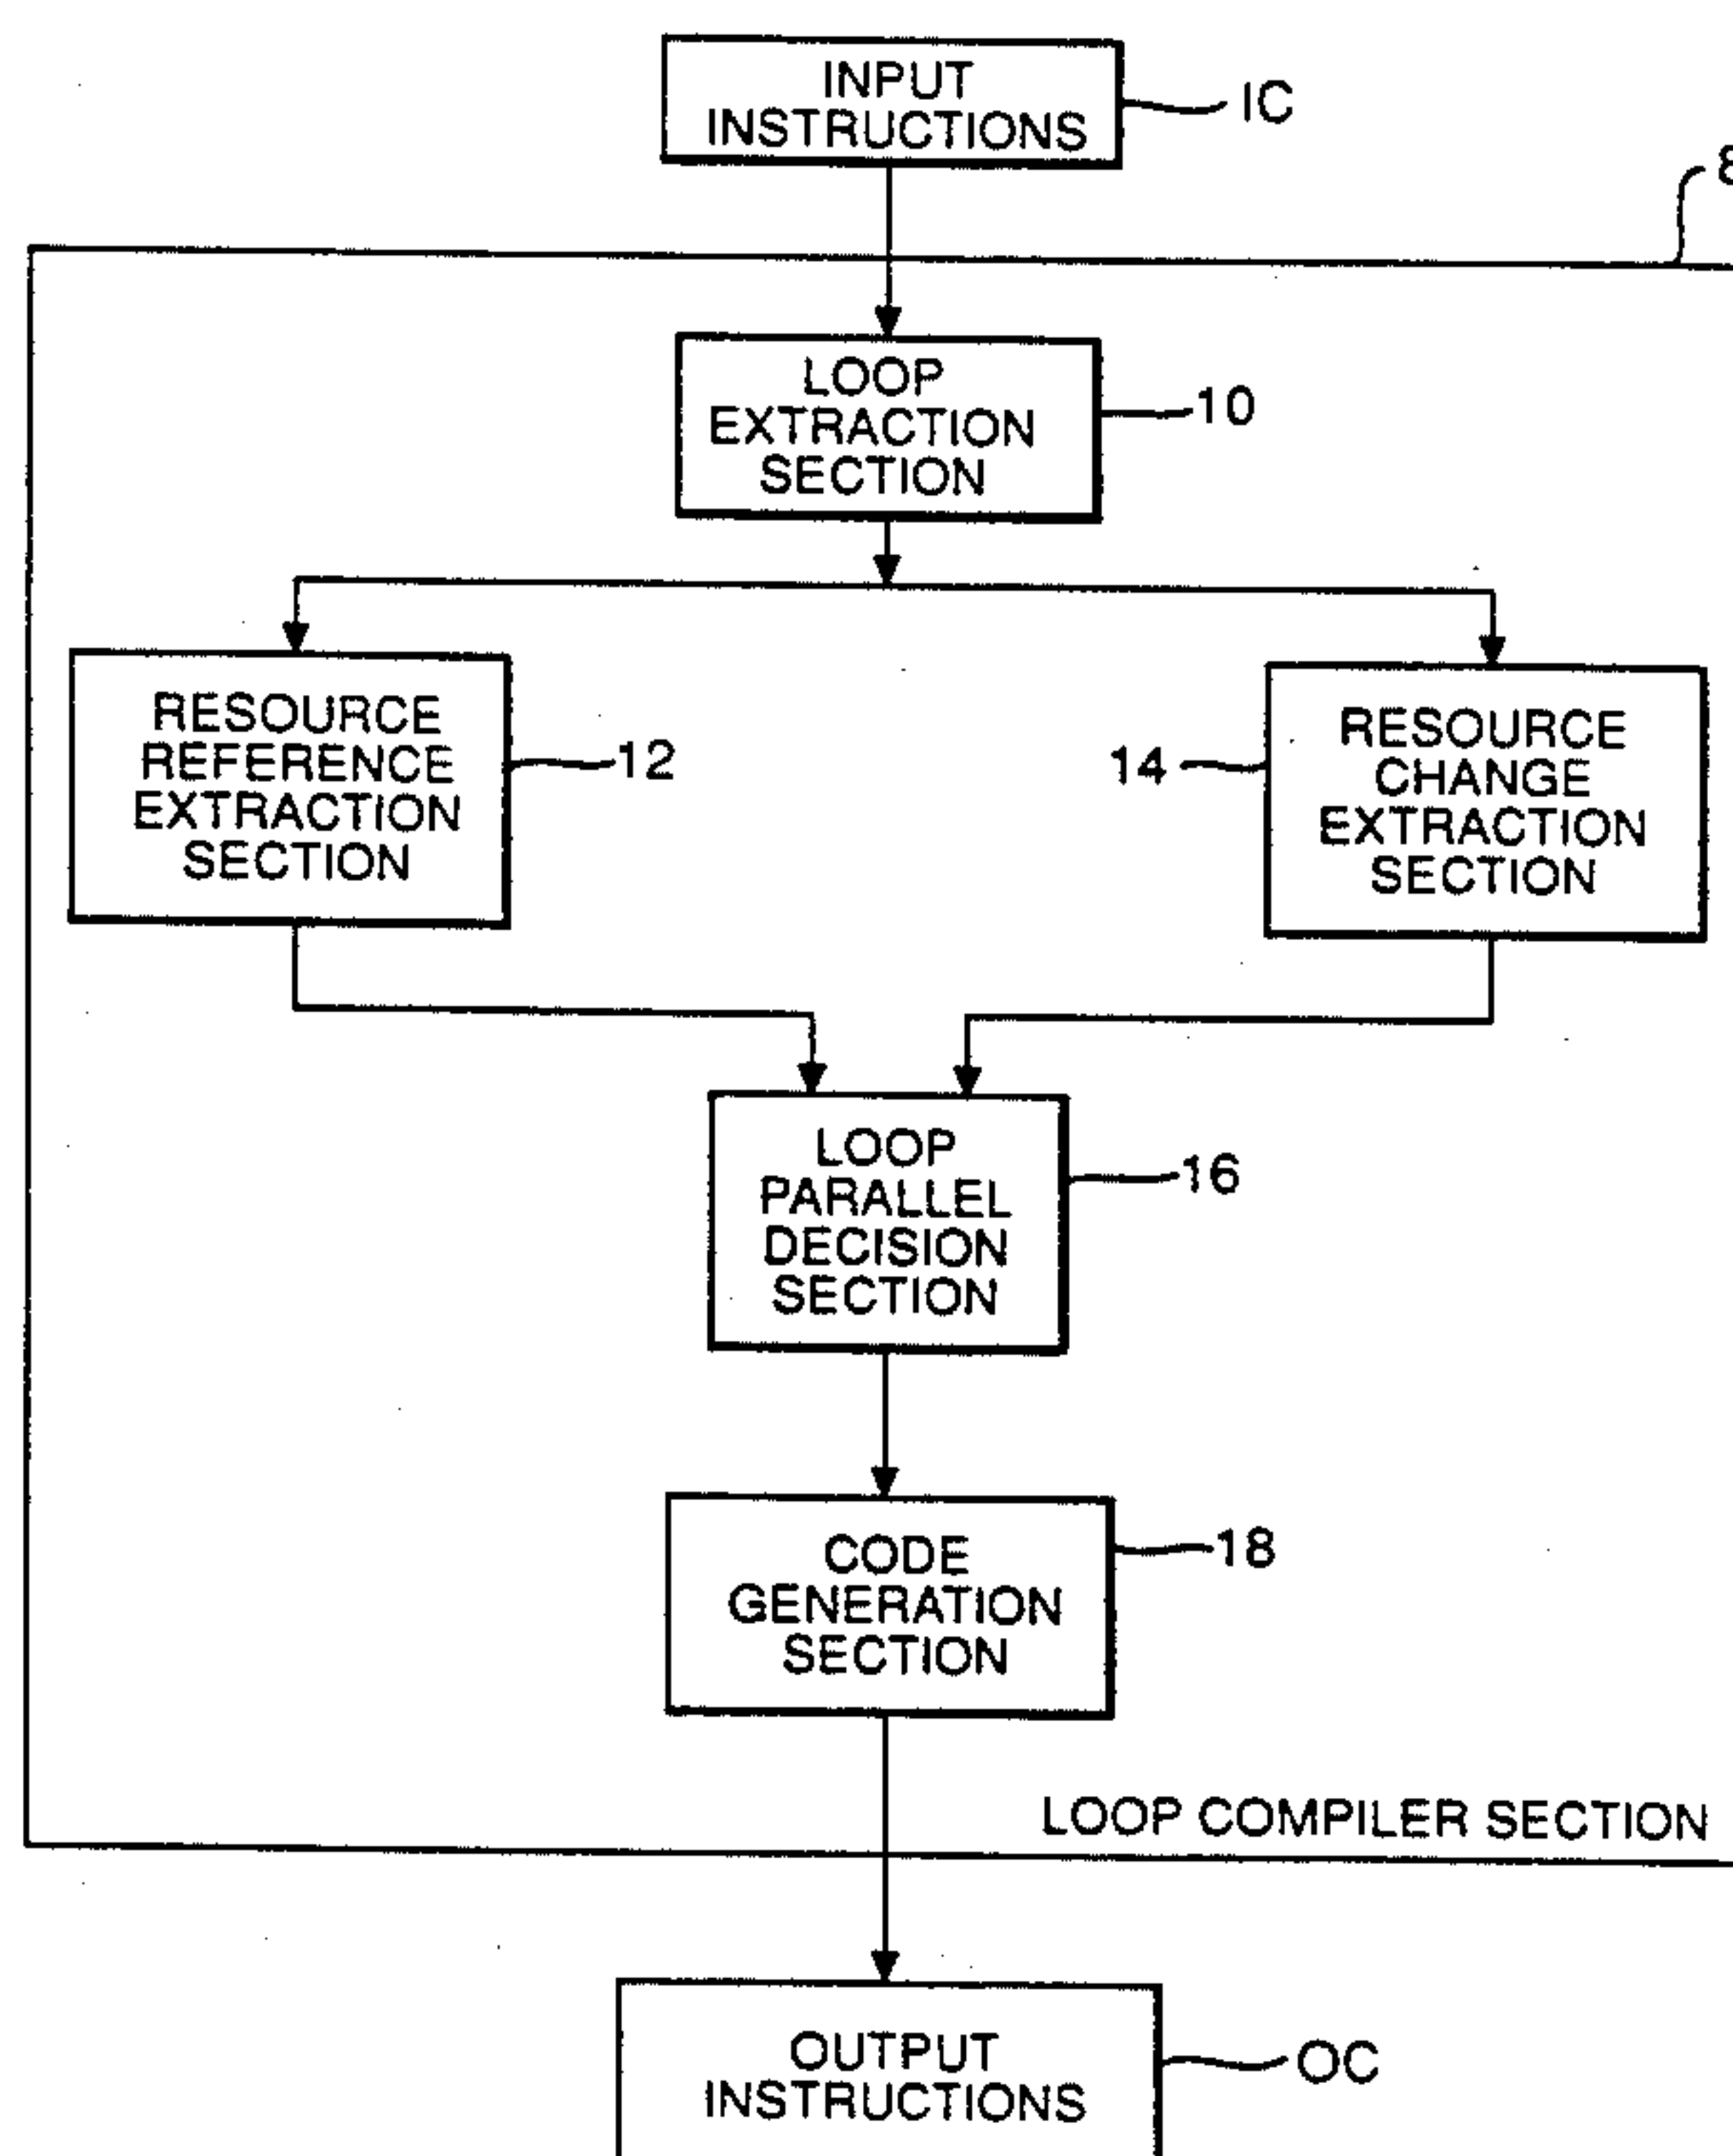 INPUT
INSTRUCTIONS
IC
8
LOOP
EXTRACTION
SECTION
10
RESOURCE
REFERENCE
EXTRACTION
SECTION
12
14
RESOURCE
CHANGE
EXTRACTION
SECTION
LOOP
PARALLEL
DECISION
SECTION
16
CODE
GENERATION
SECTION
18
LOOP COMPILER SECTION
OUTPUT
INSTRUCTIONS
OC